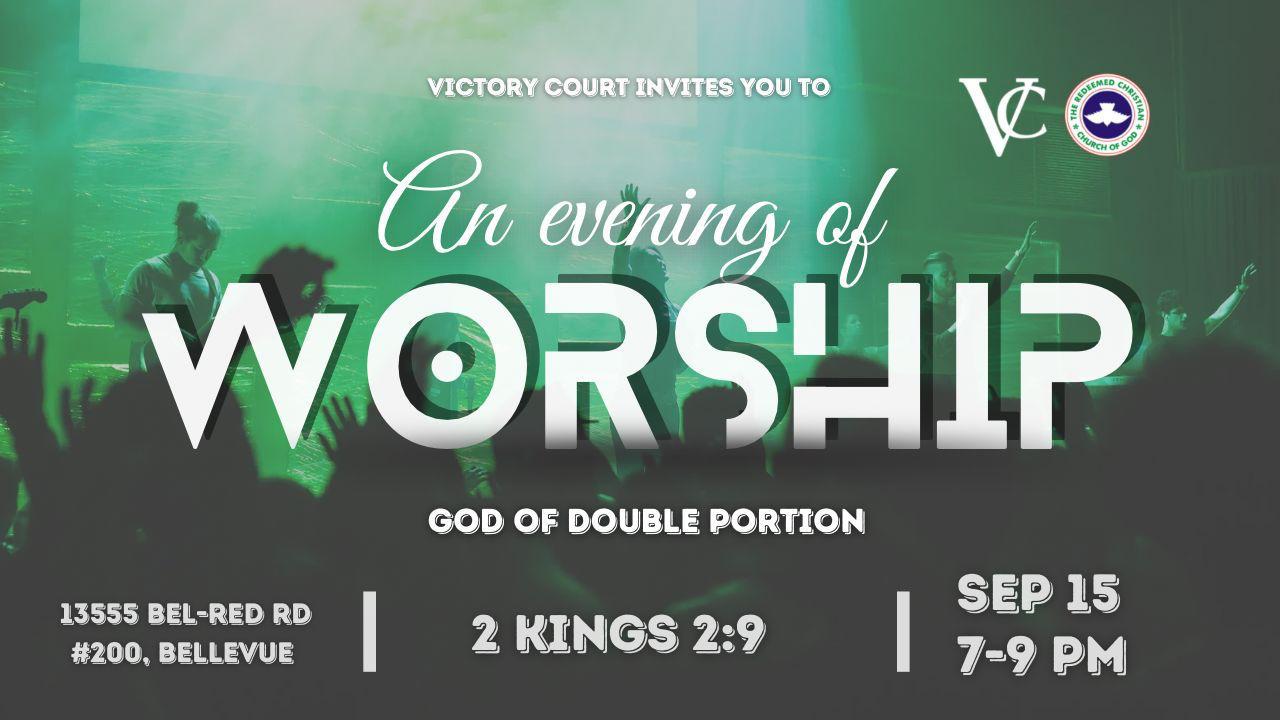 VICTORY COURT INVITES YOU TO
VC
THE REDEEMED CHRISTIAN
CHURCH OF GOD
An evening of
WORSHIP
GOD OF DOUBLE PORTION
13555 BEL-RED RD
#200, BELLEVUE
2 KINGS 2:9
SEP 15
7-9 PM